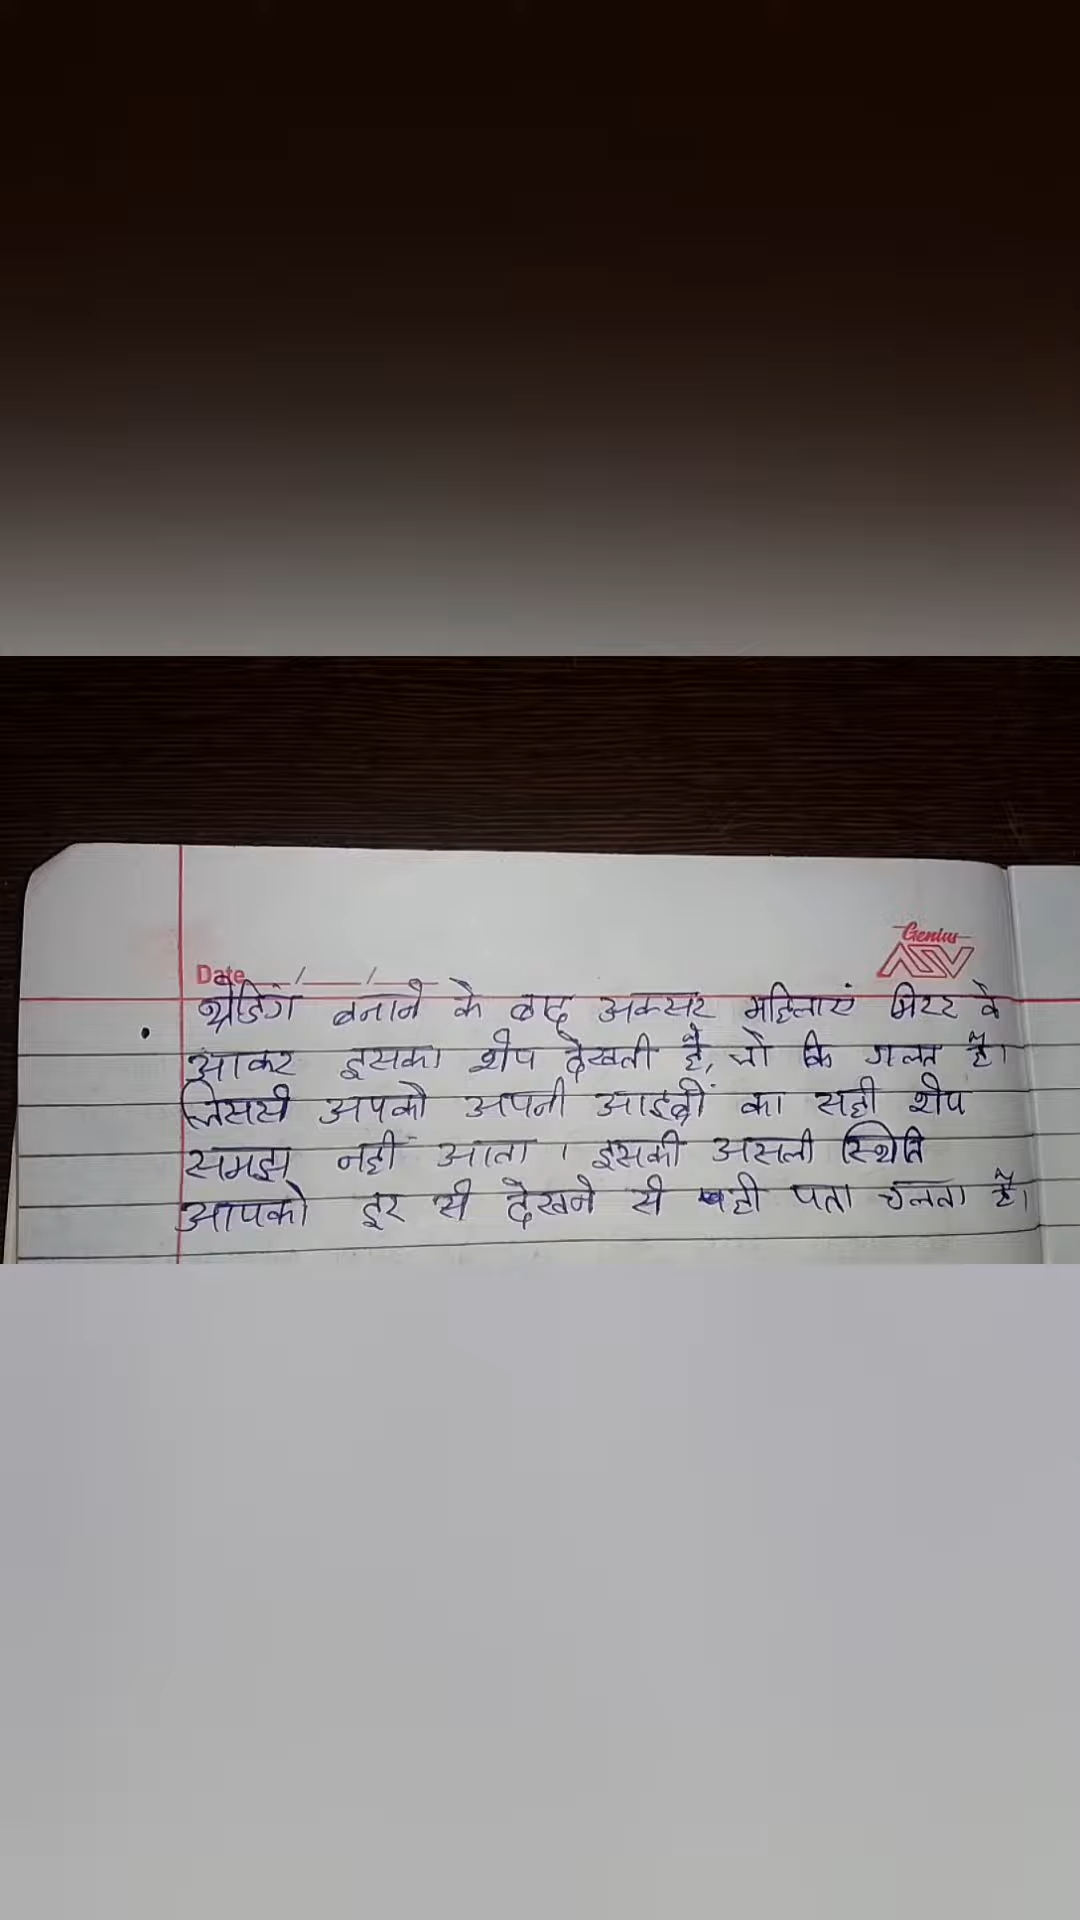 Genius
ADV
Date / /
थ्रेडिंग बनाने के बाद अक्सर महिलाएं मिरर के
आकर इसका शेप देखती है, जो कि गलत है।
जिससे आपको अपनी आइब्रों का सही शेप
समझ नहीं आता। इसकी असली स्थिति
आपको दूर से देखने से ही पता चलता है।